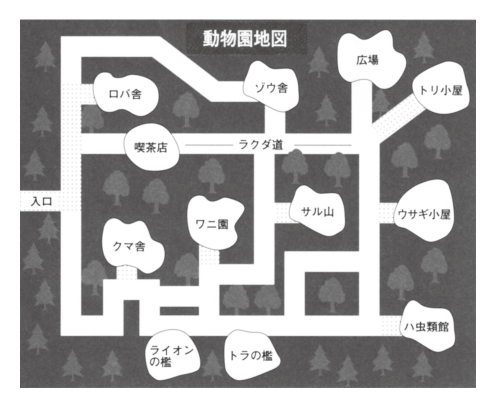 動物園地図
広場
ロバ舎
ゾウ舎
トリ小屋
喫茶店
ラクダ道
入口
サル山
ウサギ小屋
ワニ園
クマ舎
ハ虫類館
ライオン
の檻
トラの檻